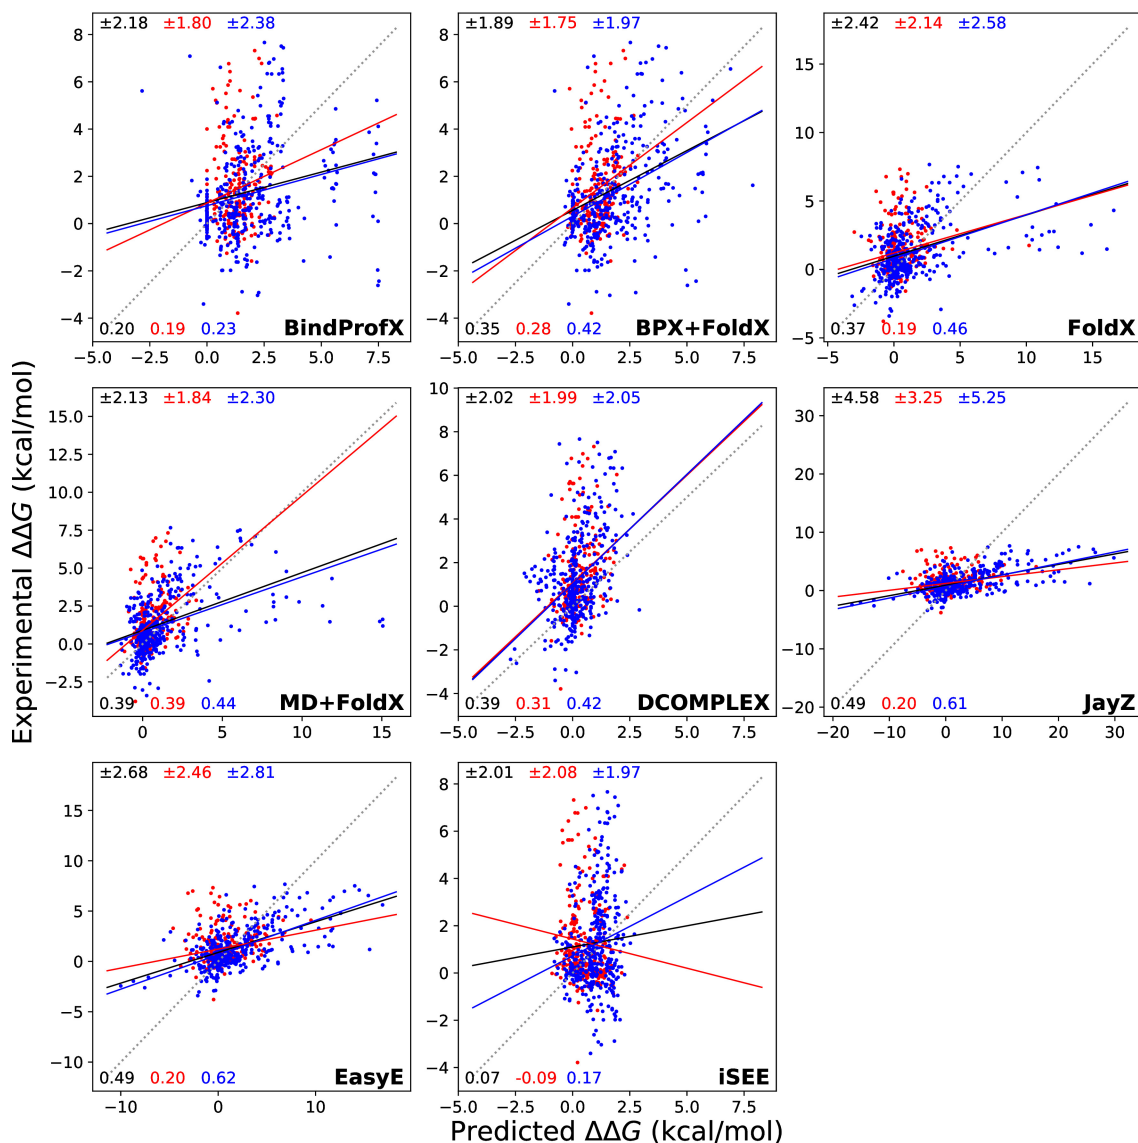 ±2.18 ±1.80 ±2.38
8
6
4
2
0
−2
−4
0.20 0.19 0.23 BindProfX
−5.0 −2.5 0.0 2.5 5.0 7.5
±1.89 ±1.75 ±1.97
8
6
4
2
0
−2
−4
0.35 0.28 0.42 BPX+FoldX
−5.0 −2.5 0.0 2.5 5.0 7.5
±2.42 ±2.14 ±2.58
15
10
5
0
−5
0.37 0.19 0.46 FoldX
−5 0 5 10 15
Experimental ΔΔG (kcal/mol)
±2.13 ±1.84 ±2.30
15.0
12.5
10.0
7.5
5.0
2.5
0.0
−2.5
0.39 0.39 0.44 MD+FoldX
0 5 10 15
±2.02 ±1.99 ±2.05
10
8
6
4
2
0
−2
−4
0.39 0.31 0.42 DCOMPLEX
−5.0 −2.5 0.0 2.5 5.0 7.5
±4.58 ±3.25 ±5.25
30
20
10
0
−10
−20
0.49 0.20 0.61 JayZ
−20 −10 0 10 20 30
±2.68 ±2.46 ±2.81
15
10
5
0
−5
−10
0.49 0.20 0.62 EasyE
−10 0 10
±2.01 ±2.08 ±1.97
8
6
4
2
0
−2
−4
0.07 -0.09 0.17 iSEE
−5.0 −2.5 0.0 2.5 5.0 7.5
Predicted ΔΔG (kcal/mol)